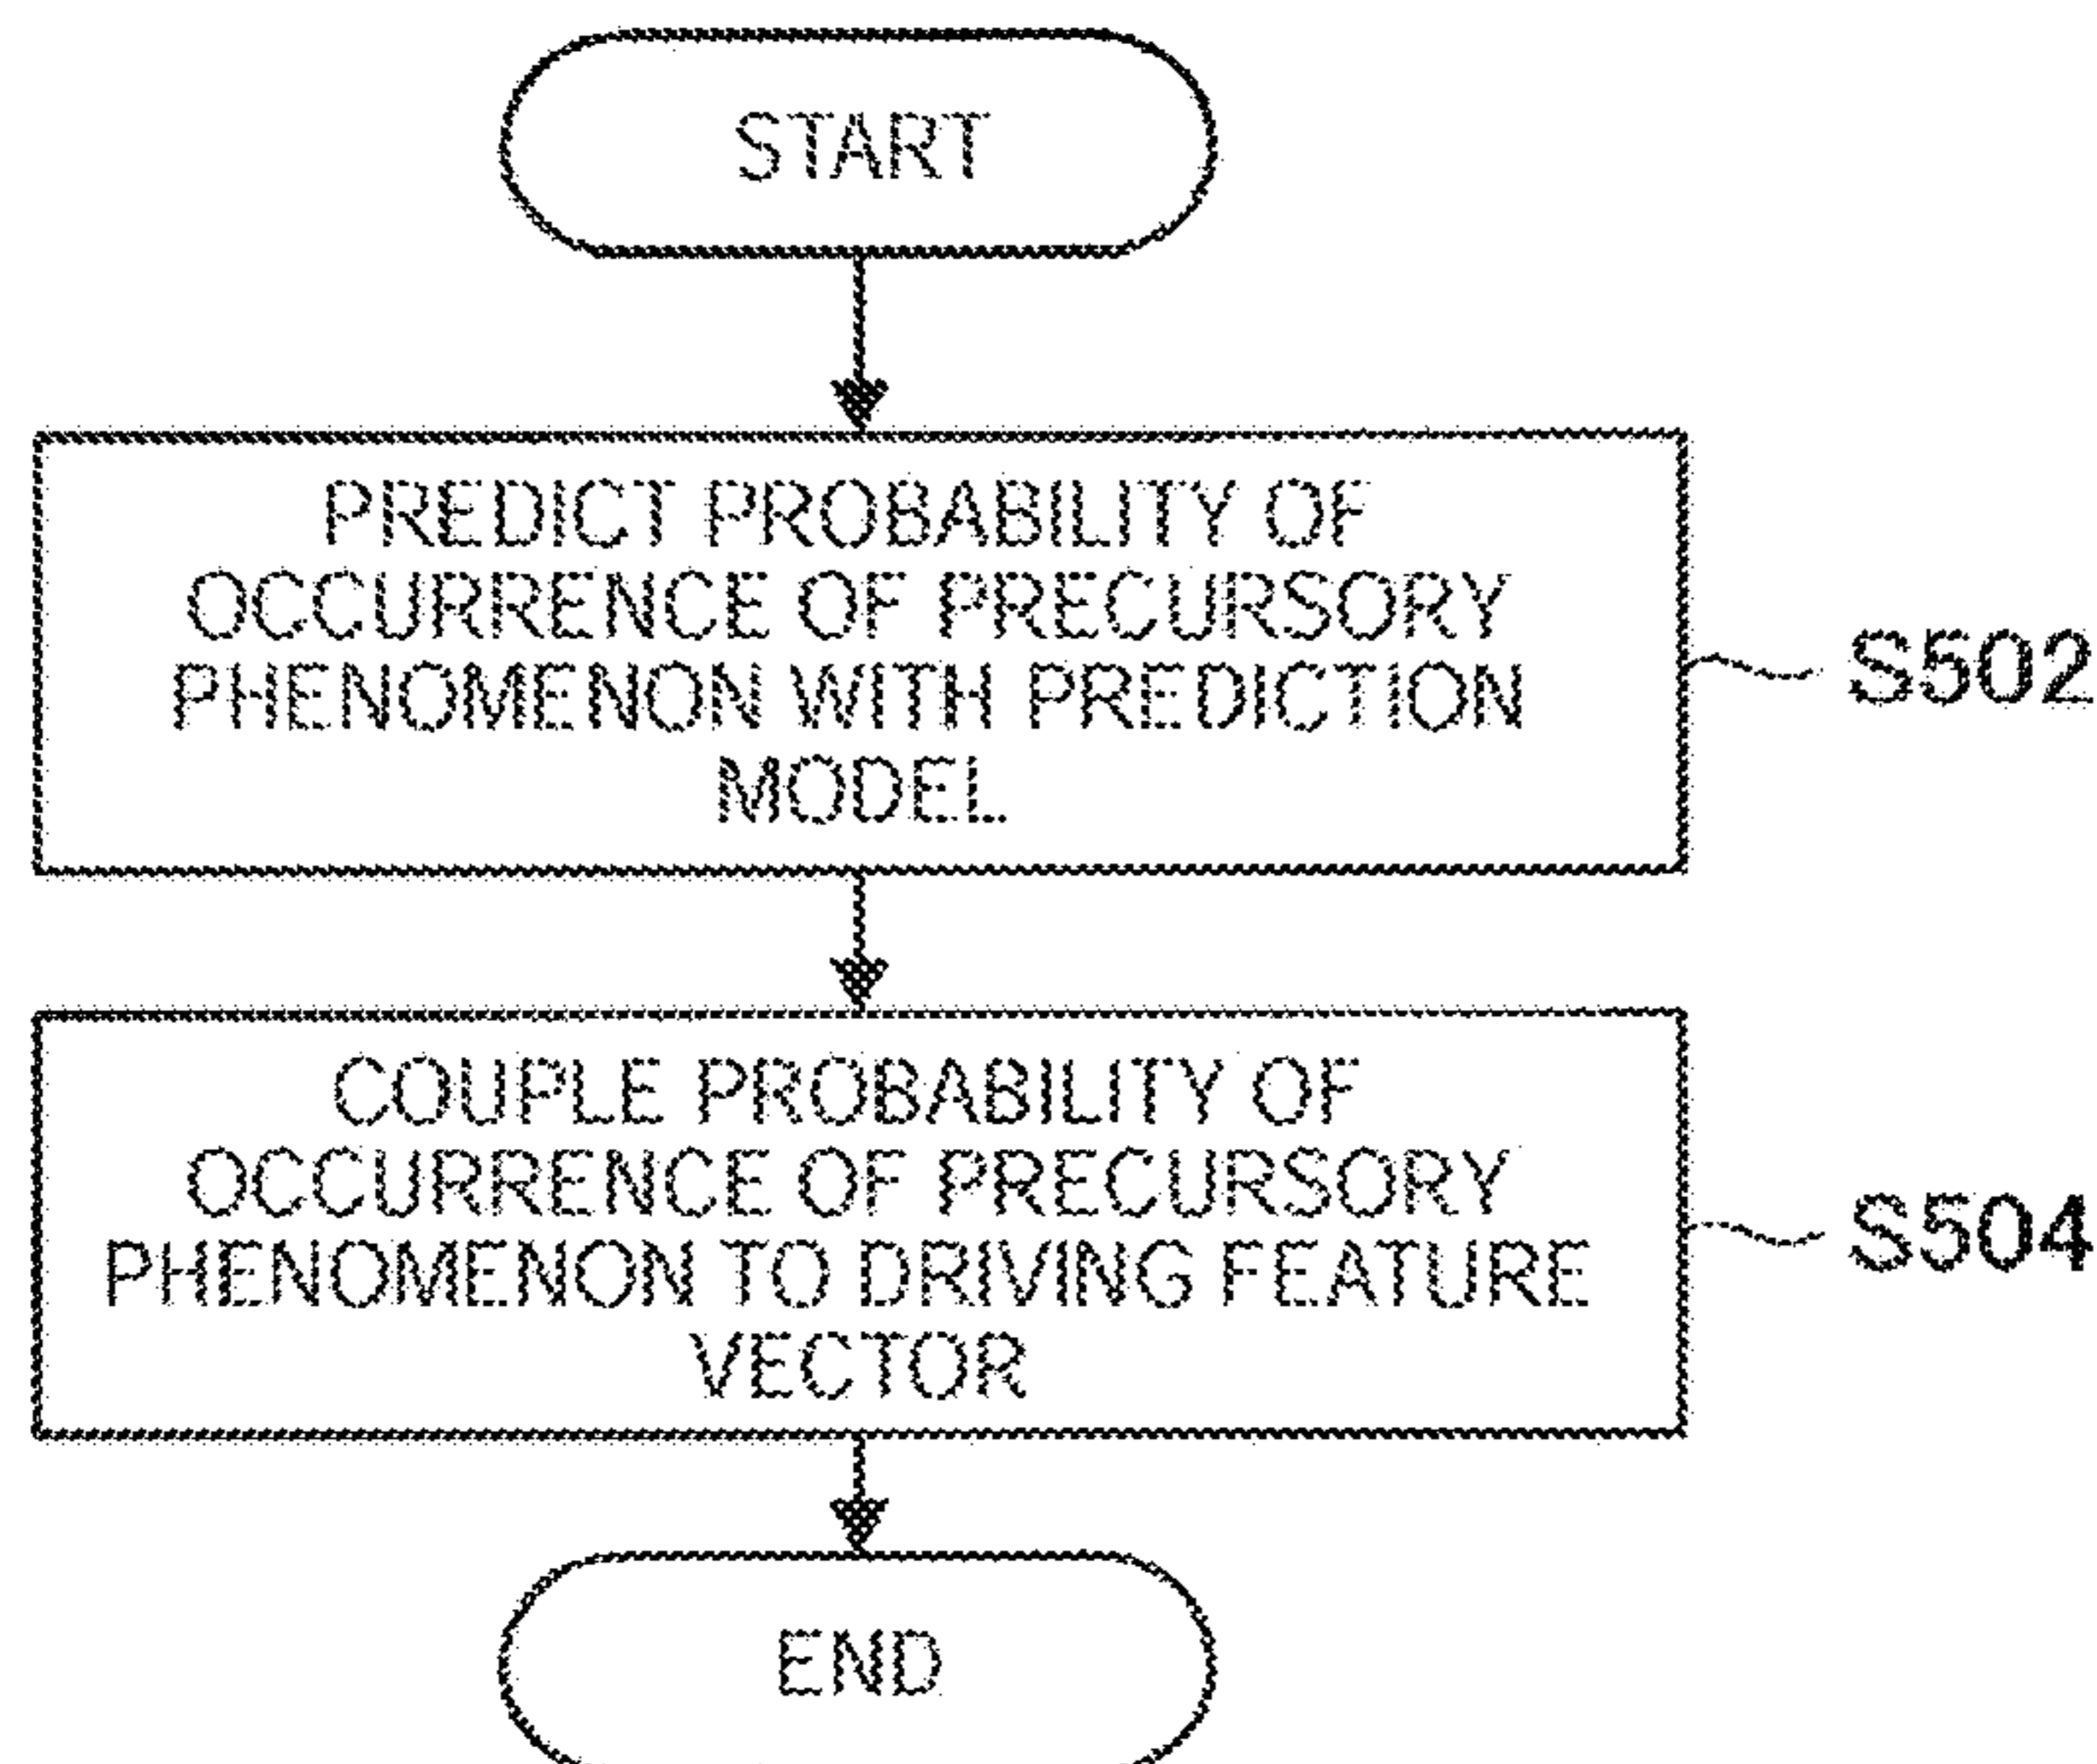 START
PREDICT PROBABILITY OF
OCCURRENCE OF PRECURSORY
PHENOMENON WITH PREDICTION
MODEL
S502
COUPLE PROBABILITY OF
OCCURRENCE OF PRECURSORY
PHENOMENON TO DRIVING FEATURE
VECTOR
S504
END